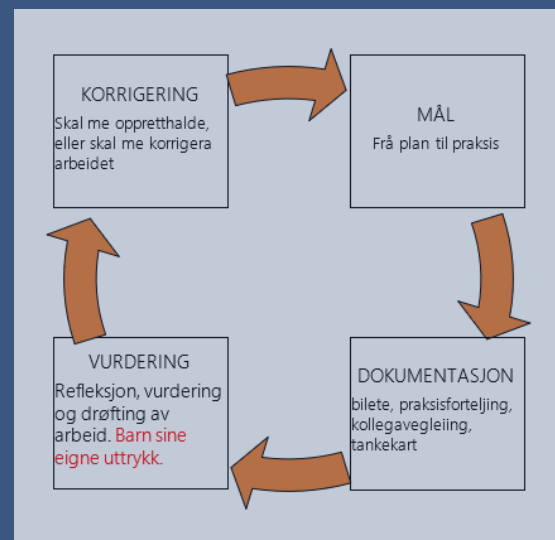 KORRIGERING
Skal me oppretthalde,
eller skal me korrigera
arbeidet
MÅL
Frå plan til praksis
VURDERING
Refleksjon, vurdering
og drøfting av
arbeid. Barn sine
eigne uttrykk.
DOKUMENTASJON
bilete, praksisforteljing,
kollegavegleiing,
tankekart